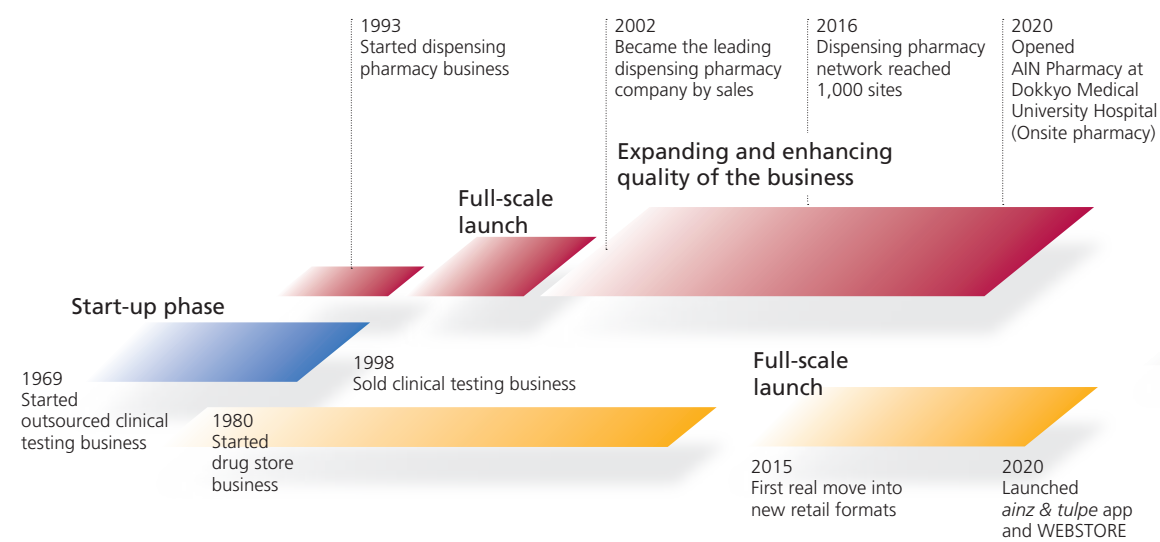 1993
Started dispensing
pharmacy business
2002
Became the leading
dispensing pharmacy
company by sales
2016
Dispensing pharmacy
network reached
1,000 sites
2020
Opened
AIN Pharmacy at
Dokkyo Medical
University Hospital
(Onsite pharmacy)
Expanding and enhancing
quality of the business
Full-scale
launch
Start-up phase
1969
Started
outsourced clinical
testing business
1998
Sold clinical testing business
1980
Started
drug store
business
Full-scale
launch
2015
First real move into
new retail formats
2020
Launched
ainz & tulpe app
and WEBSTORE